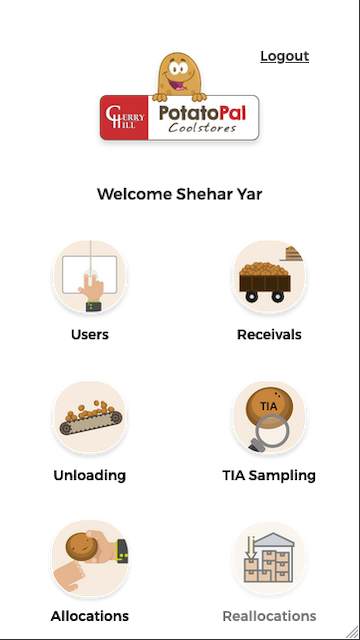 Logout
CHERRY HILL
PotatoPal
Coolstores
Welcome Shehar Yar
Users
Receivals
Unloading
TIA
TIA Sampling
Allocations
Reallocations